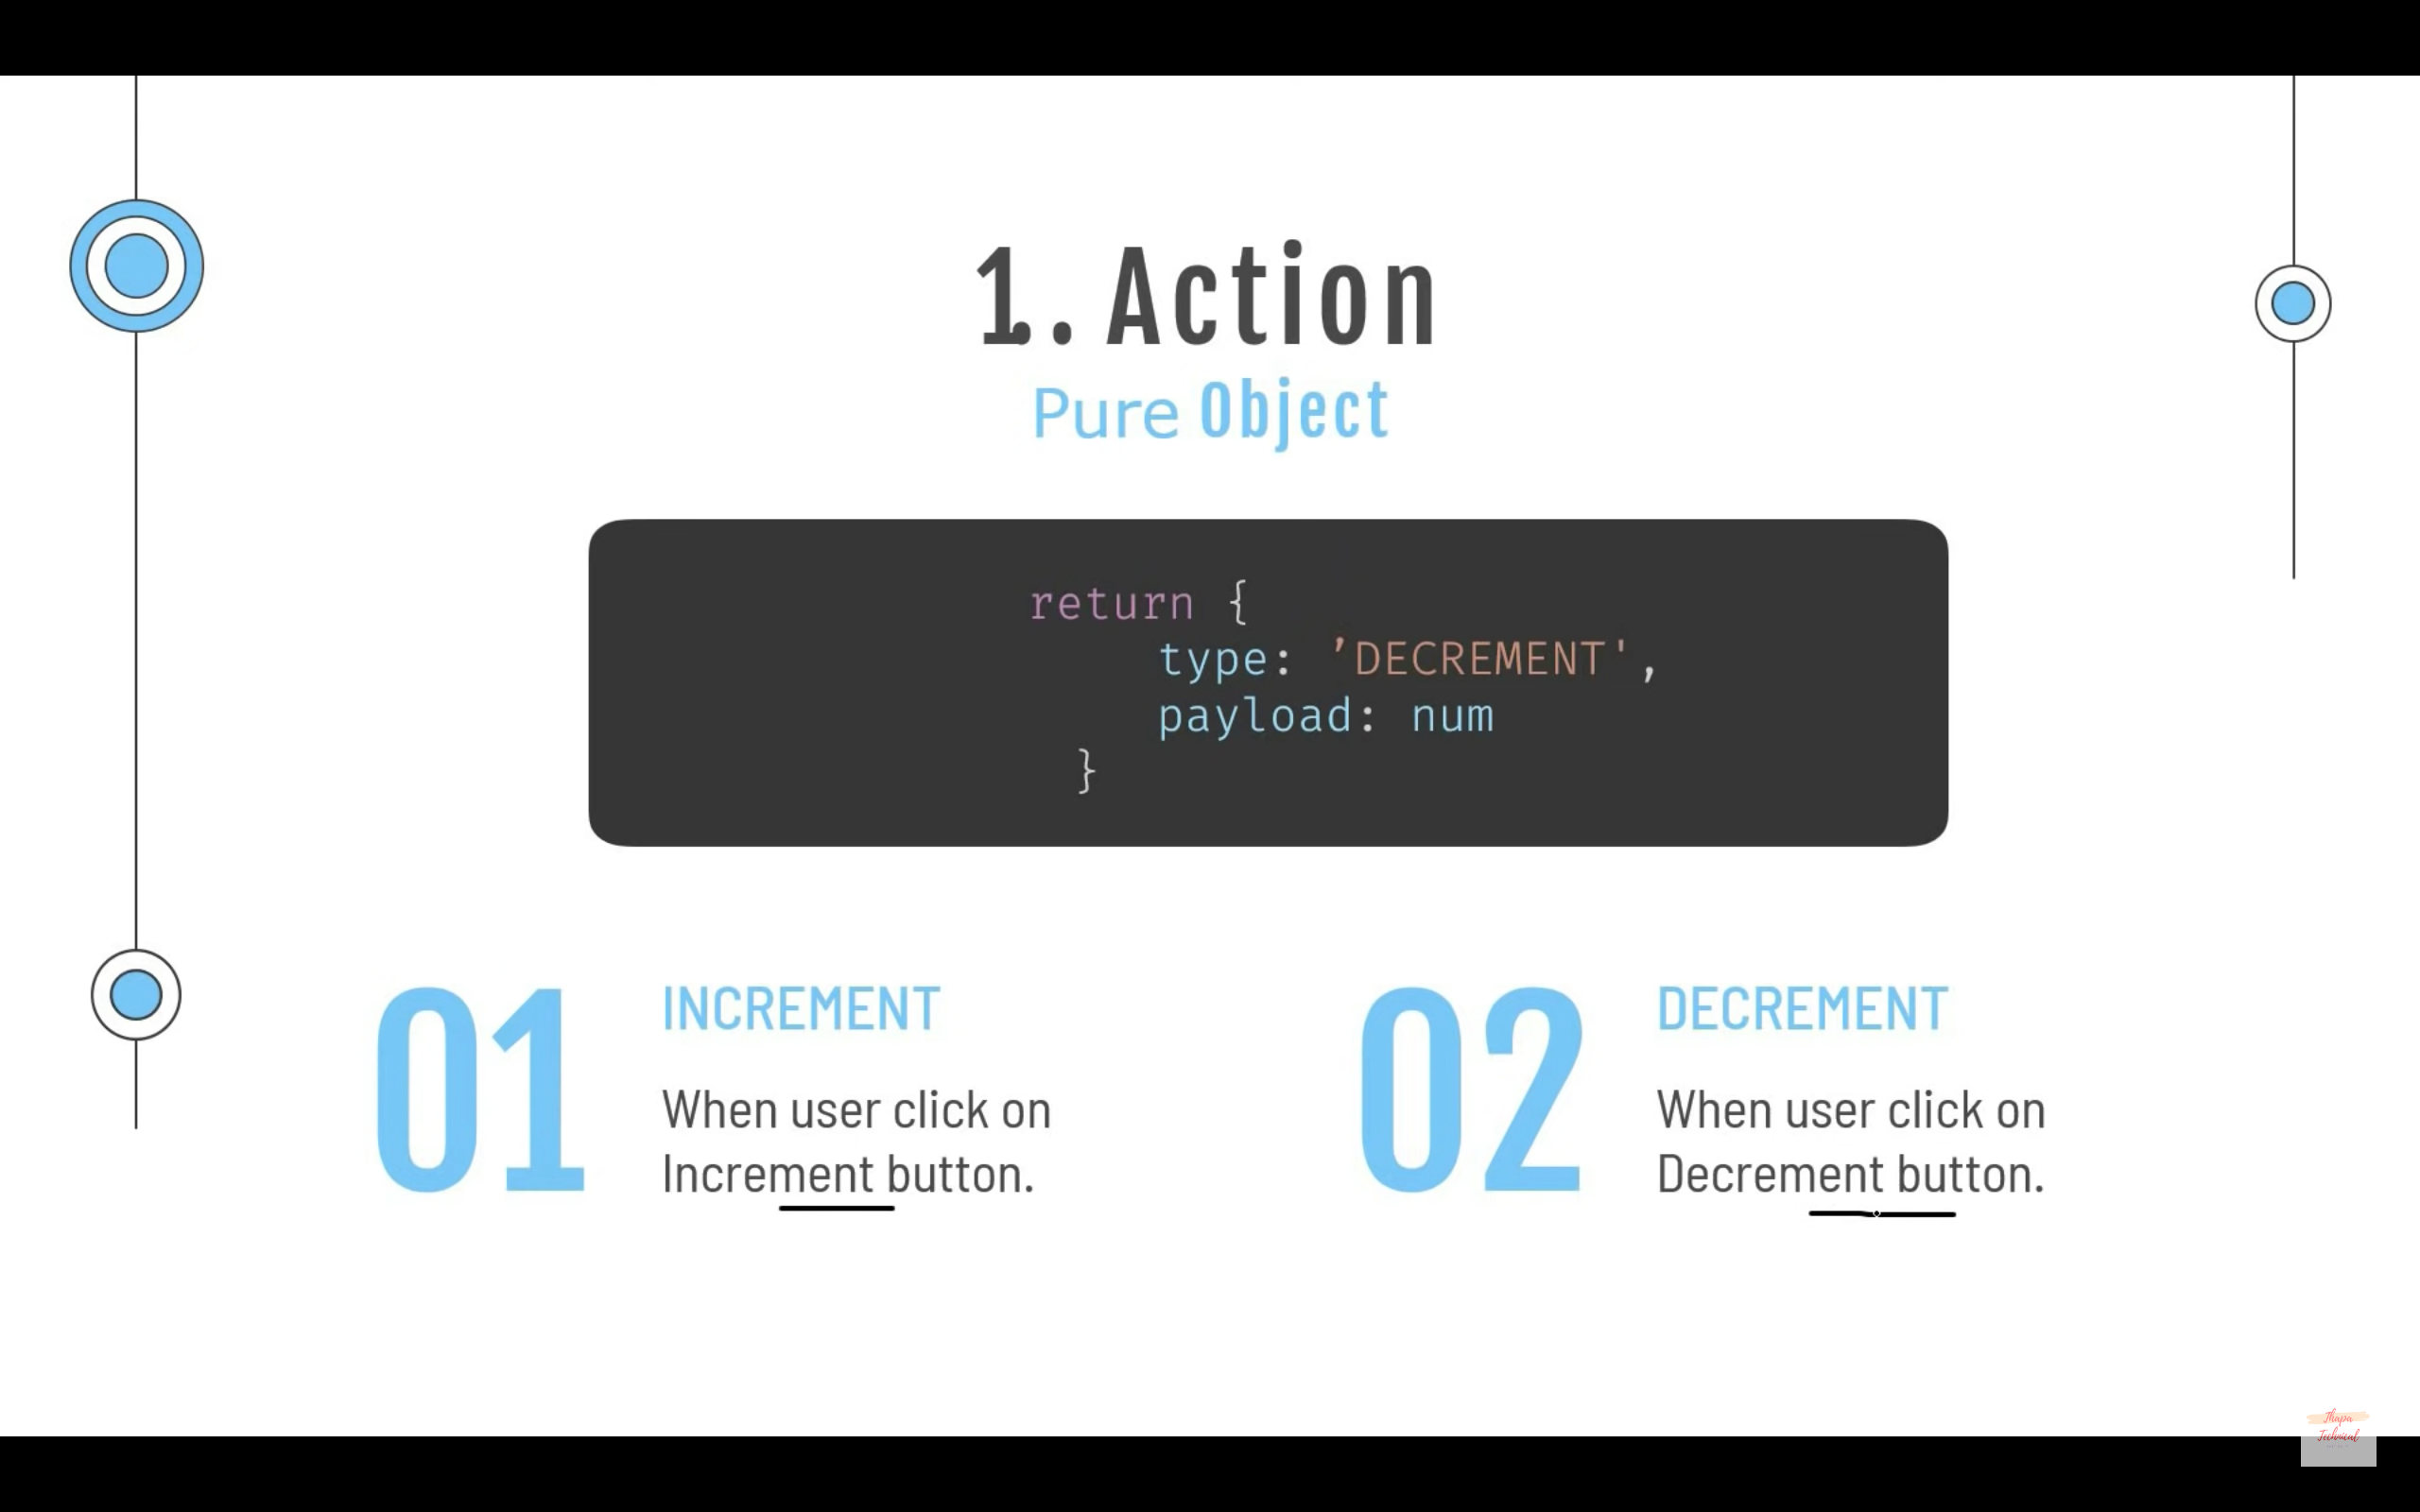 1.. Action
Pure Object
return {
type: ’DECREMENT',
payload: num
}
01
INCREMENT
When user click on
Increment button.
02
DECREMENT
When user click on
Decrement button.
Thapa
Technical